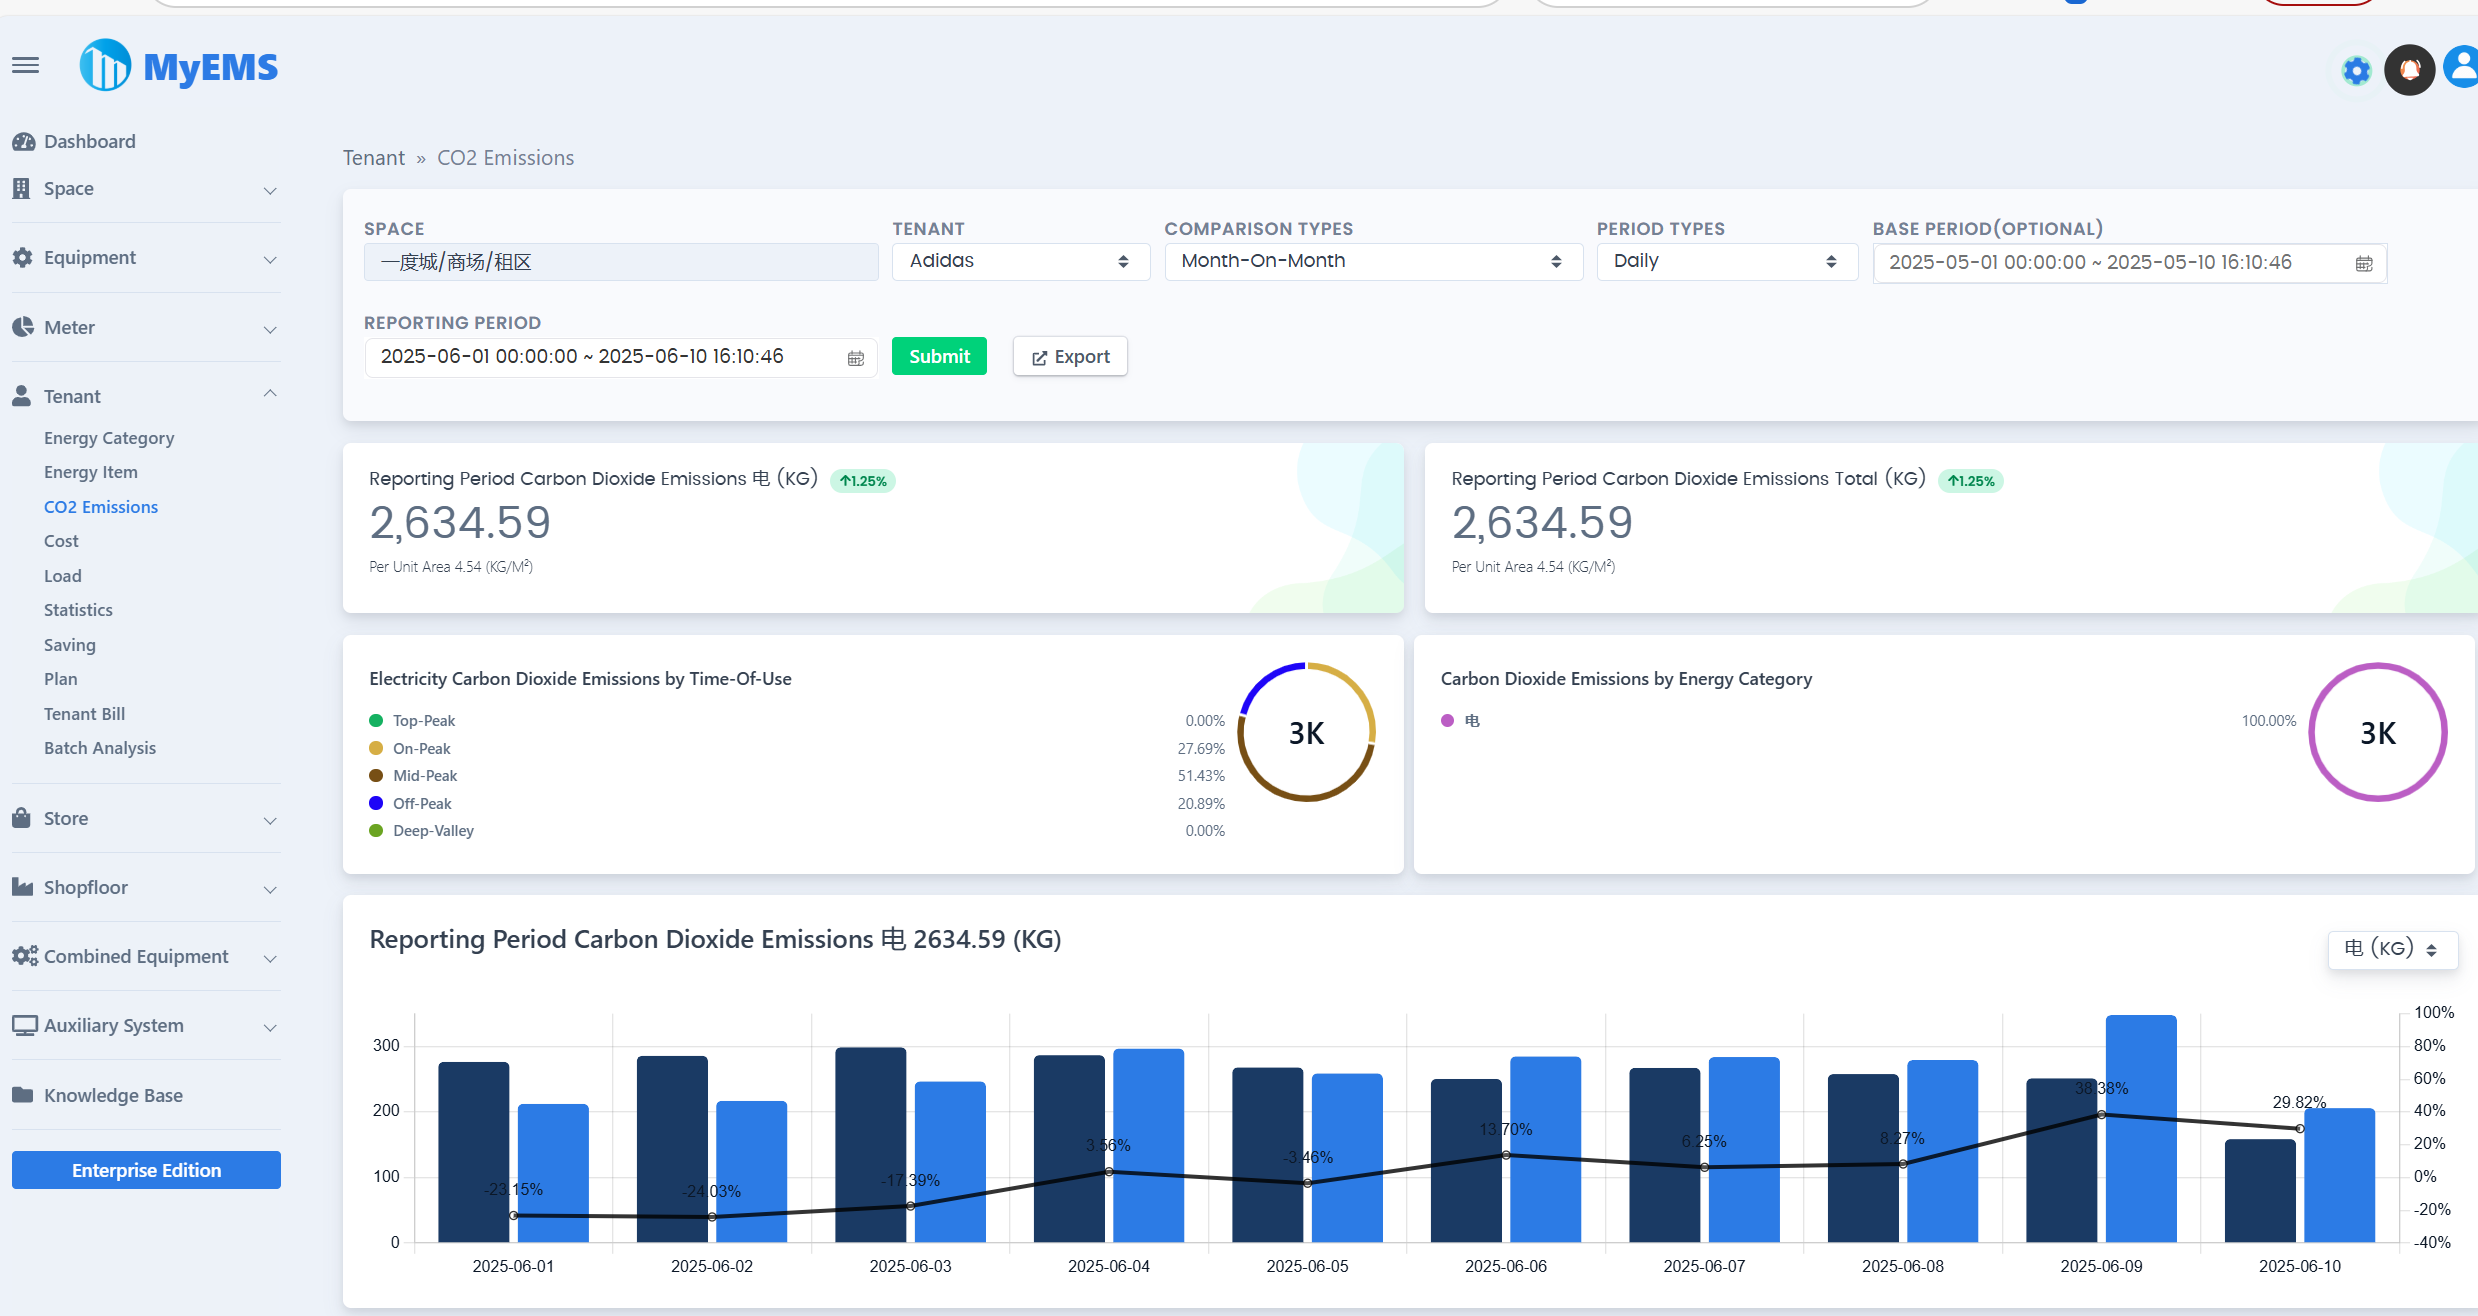 MyEMS
Dashboard
Space
Equipment
Meter
Tenant
Energy Category
Energy Item
CO2 Emissions
Cost
Load
Statistics
Saving
Plan
Tenant Bill
Batch Analysis
Store
Shopfloor
Combined Equipment
Auxiliary System
Knowledge Base
Enterprise Edition
Tenant » CO2 Emissions
SPACE
一度城/商场/租区
TENANT
Adidas
COMPARISON TYPES
Month-On-Month
PERIOD TYPES
Daily
BASE PERIOD(OPTIONAL)
2025-05-01 00:00:00 ~ 2025-05-10 16:10:46
REPORTING PERIOD
2025-06-01 00:00:00 ~ 2025-06-10 16:10:46
Submit
Export
Reporting Period Carbon Dioxide Emissions 电 (KG) ↑1.25%
2,634.59
Per Unit Area 4.54 (KG/M²)
Reporting Period Carbon Dioxide Emissions Total (KG) ↑1.25%
2,634.59
Per Unit Area 4.54 (KG/M²)
Electricity Carbon Dioxide Emissions by Time-Of-Use
Top-Peak 0.00%
On-Peak 27.69%
Mid-Peak 51.43%
Off-Peak 20.89%
Deep-Valley 0.00%
3K
Carbon Dioxide Emissions by Energy Category
电 100.00%
3K
Reporting Period Carbon Dioxide Emissions 电 2634.59 (KG)
电 (KG)
300
200
100
0
100%
80%
60%
40%
20%
0%
-20%
-40%
-23.15%
-24.03%
-17.39%
3.56%
-3.46%
13.70%
6.25%
8.27%
38.38%
29.82%
2025-06-01
2025-06-02
2025-06-03
2025-06-04
2025-06-05
2025-06-06
2025-06-07
2025-06-08
2025-06-09
2025-06-10